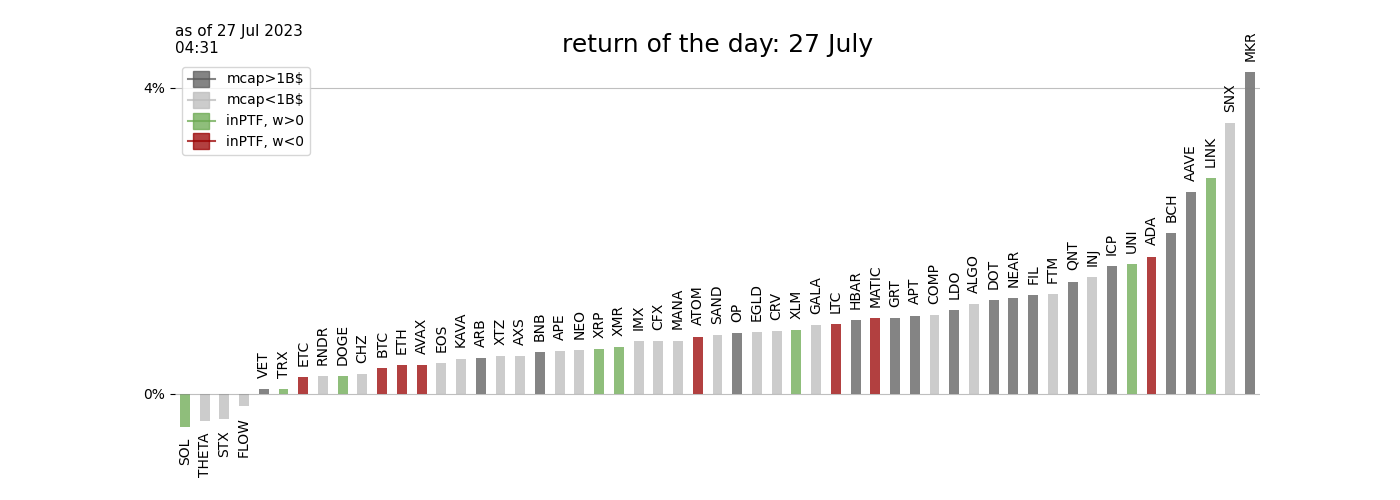 as of 27 Jul 2023
04:31
return of the day: 27 July
mcap>1B$
mcap<1B$
inPTF, w>0
inPTF, w<0
4%
0%
SOL
THETA
STX
FLOW
VET
TRX
ETC
RNDR
DOGE
CHZ
BTC
ETH
AVAX
EOS
KAVA
ARB
XTZ
AXS
BNB
APE
NEO
XRP
XMR
IMX
CFX
MANA
ATOM
SAND
OP
EGLD
CRV
XLM
GALA
LTC
HBAR
MATIC
GRT
APT
COMP
LDO
ALGO
DOT
NEAR
FIL
FTM
QNT
INJ
ICP
UNI
ADA
BCH
AAVE
LINK
SNX
MKR